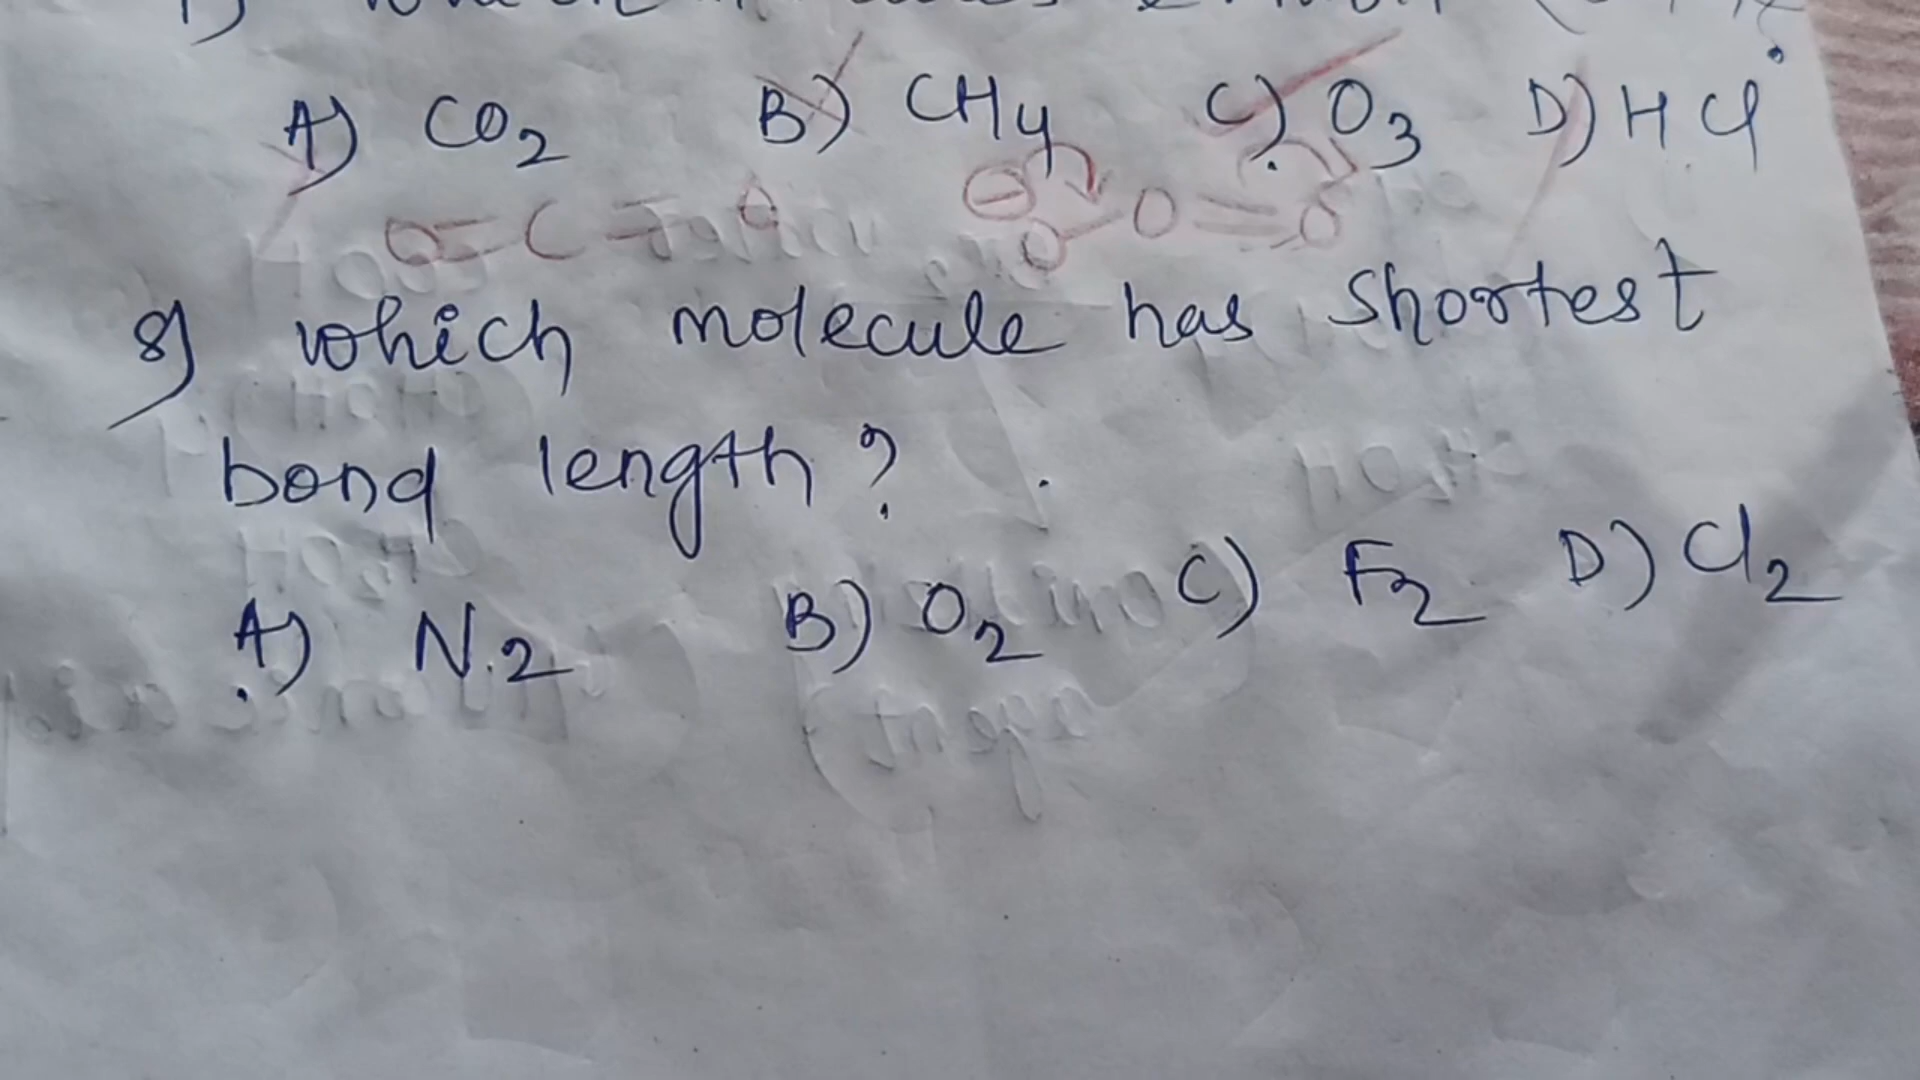 A) CO2 B) CH4 C) O3 D) HCl
O=C=O O-O=O
8) which molecule has shortest
bond length?
A) N2 B) O2 C) F2 D) Cl2